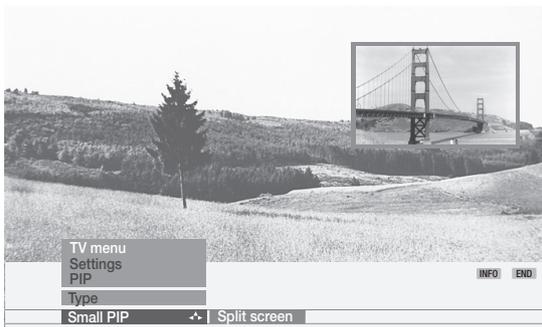 TV menu
Settings
PIP
INFO END
Type
Small PIP Split screen